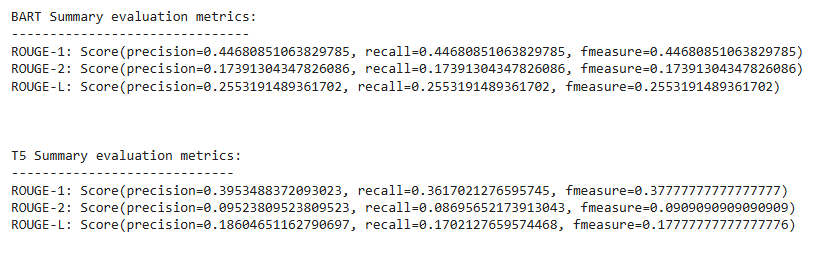 BART Summary evaluation metrics:
-------------------------------
ROUGE-1: Score(precision=0.44680851063829785, recall=0.44680851063829785, fmeasure=0.44680851063829785)
ROUGE-2: Score(precision=0.17391304347826086, recall=0.17391304347826086, fmeasure=0.17391304347826086)
ROUGE-L: Score(precision=0.2553191489361702, recall=0.2553191489361702, fmeasure=0.2553191489361702)
T5 Summary evaluation metrics:
-----------------------------
ROUGE-1: Score(precision=0.3953488372093023, recall=0.3617021276595745, fmeasure=0.37777777777777777)
ROUGE-2: Score(precision=0.09523809523809523, recall=0.08695652173913043, fmeasure=0.0909090909090909)
ROUGE-L: Score(precision=0.18604651162790697, recall=0.1702127659574468, fmeasure=0.17777777777777776)